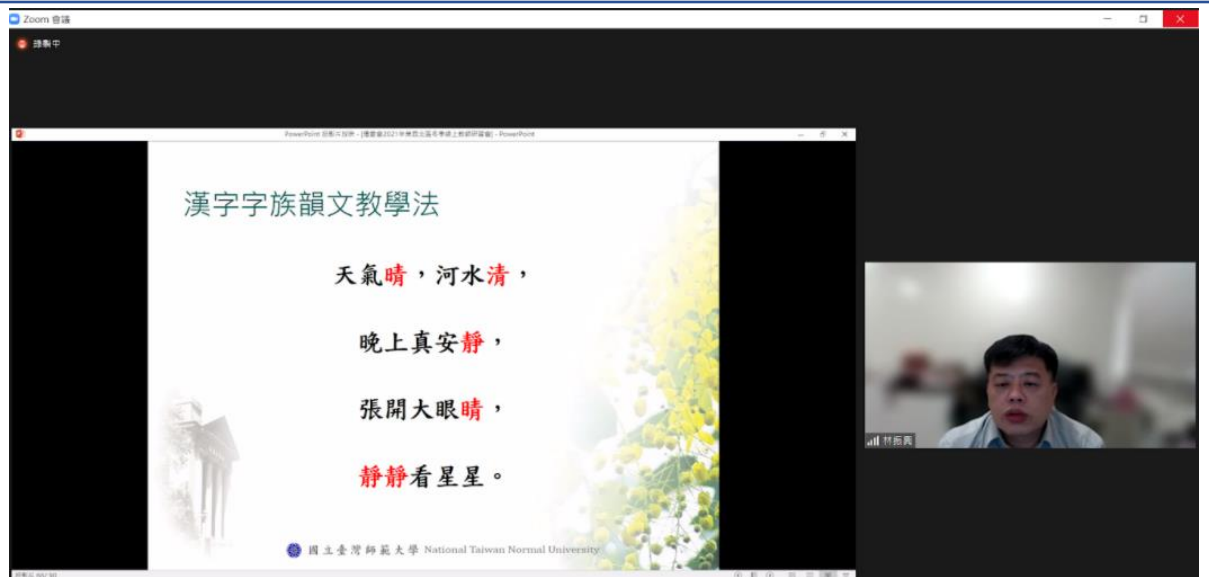 Zoom 會議
錄製中
漢字字族韻文教學法
天氣晴，河水清，
晚上真安靜，
張開大眼睛，
靜靜看星星。
國立臺灣師範大學 National Taiwan Normal University
林振興